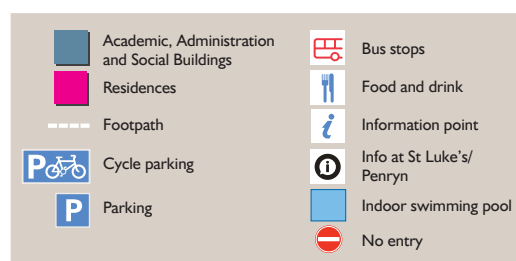 Academic, Administration
and Social Buildings
Residences
Footpath
P
Cycle parking
P
Parking
Bus stops
Food and drink
i
Information point
i
Info at St Luke's/
Penryn
Indoor swimming pool
No entry